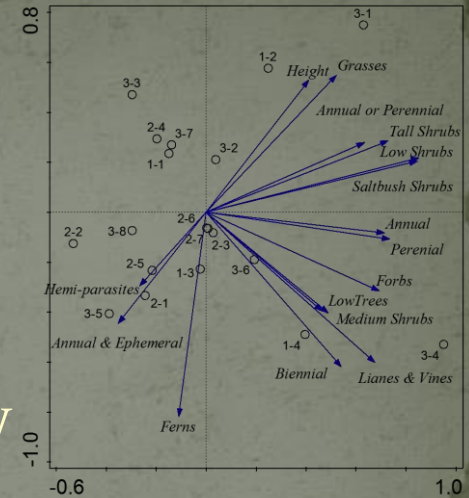 0.8
3-1
1-2
Height
Grasses
3-3
Annual or Perennial
2-4
3-7
Tall Shrubs
1-1
3-2
Low Shrubs
Saltbush Shrubs
2-6
Annual
2-2
3-8
2-7
2-3
Perenial
2-5
1-3
3-6
Forbs
Hemi-parasites
2-1
LowTrees
3-5
Medium Shrubs
Annual & Ephemeral
1-4
3-4
Biennial
Lianes & Vines
Ferns
-1.0
-0.6
1.0